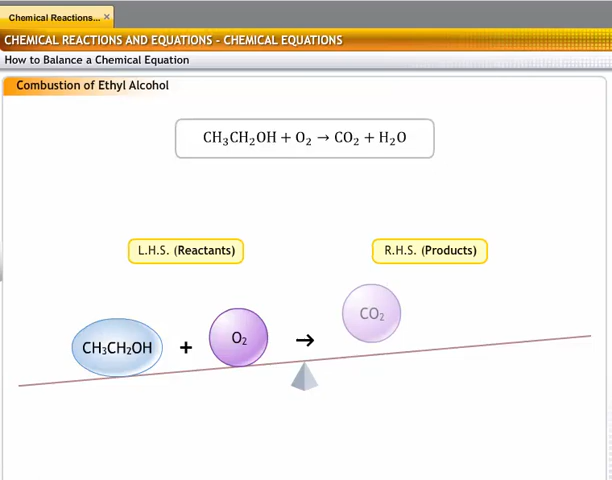 Chemical Reactions...
CHEMICAL REACTIONS AND EQUATIONS - CHEMICAL EQUATIONS
How to Balance a Chemical Equation
Combustion of Ethyl Alcohol
CH₃CH₂OH + O₂ → CO₂ + H₂O
L.H.S. (Reactants) R.H.S. (Products)
CO₂
CH₃CH₂OH + O₂ →